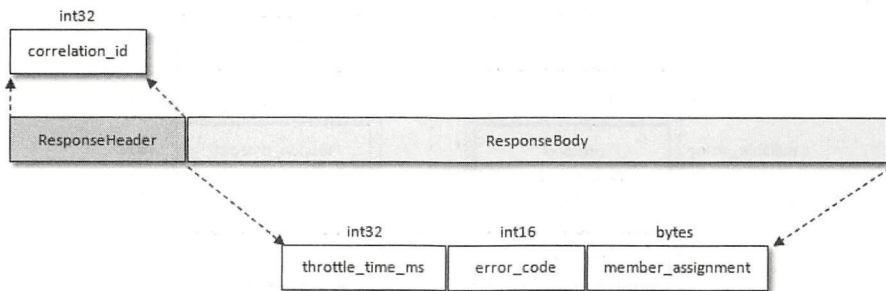 int32
correlation_id
ResponseHeader
ResponseBody
int32 int16 bytes
throttle_time_ms error_code member_assignment